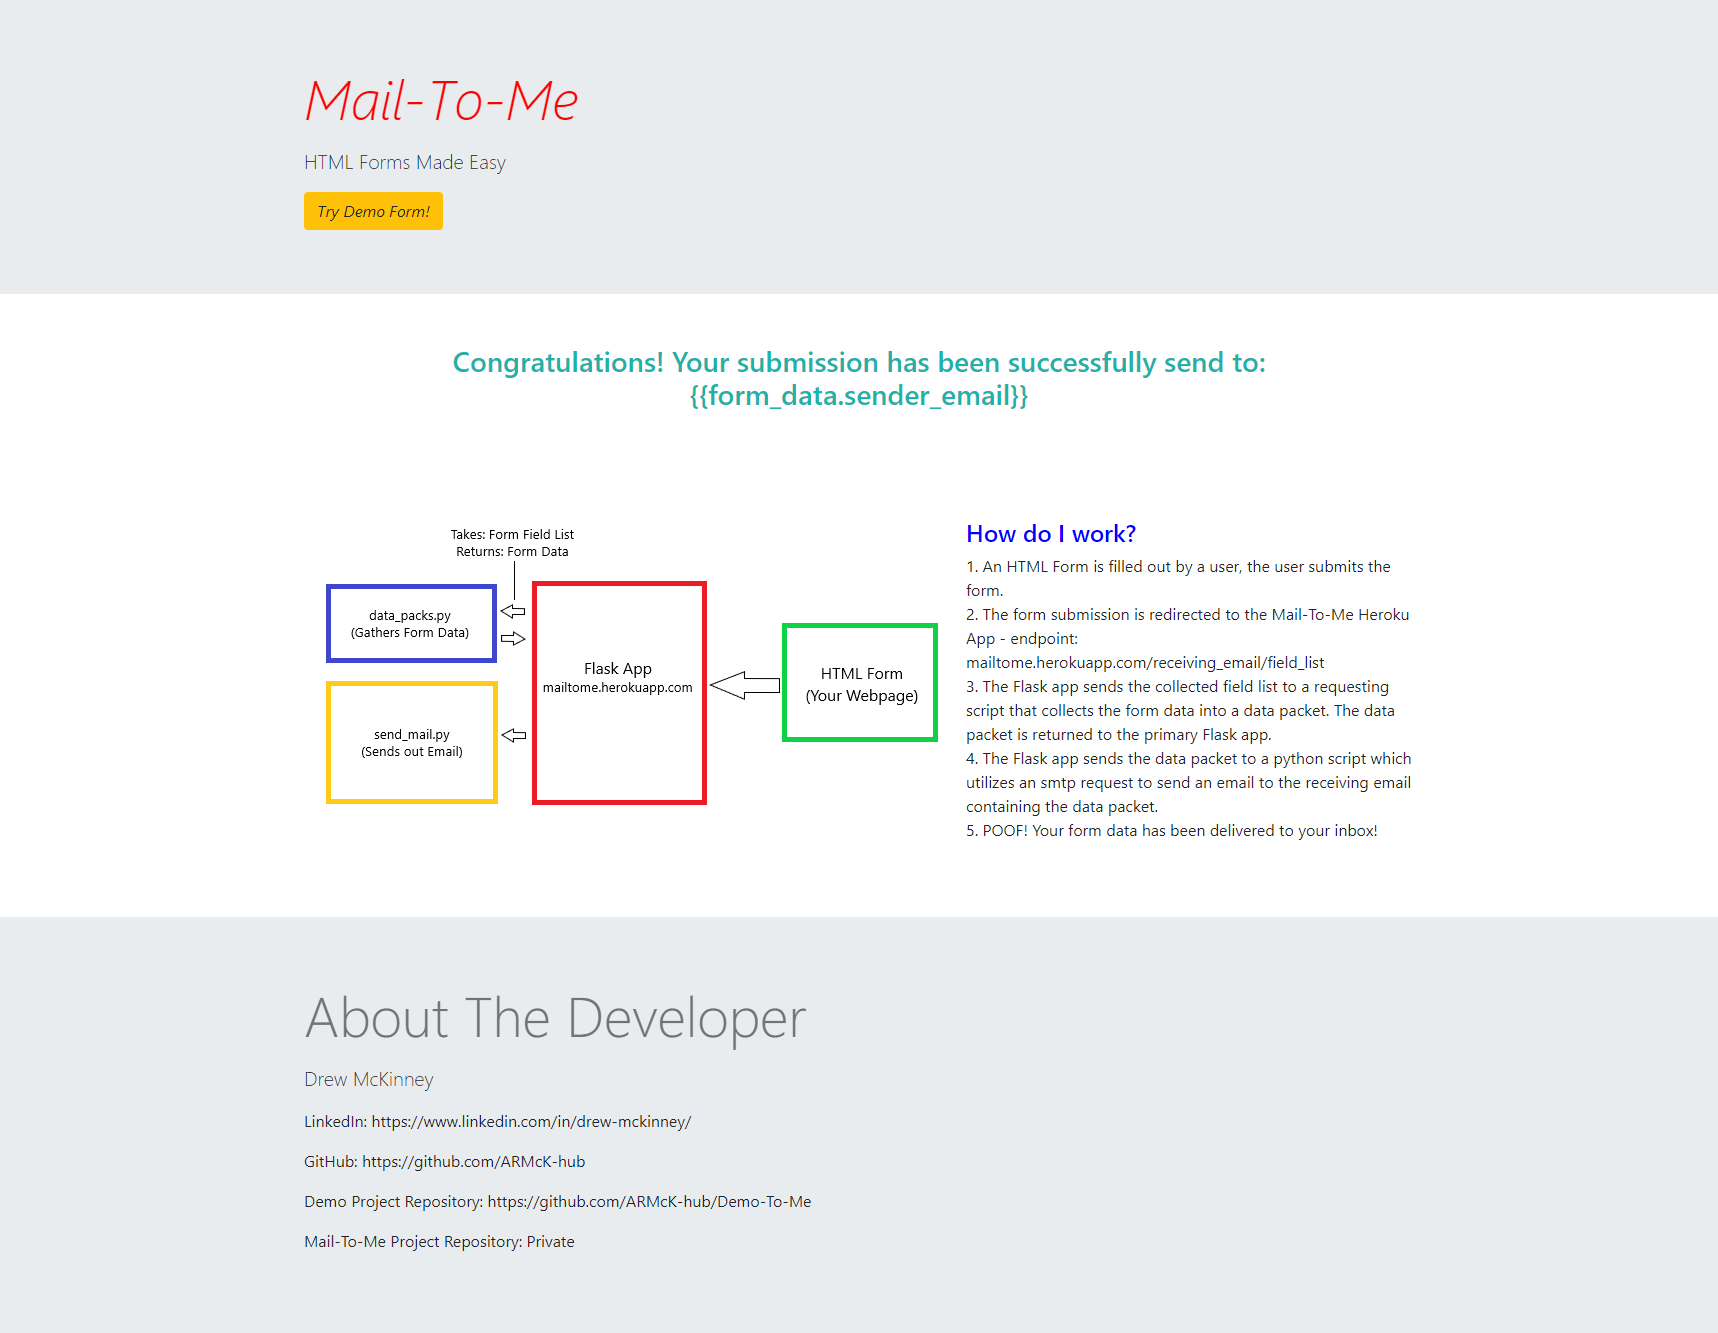 Mail-To-Me
HTML Forms Made Easy
Try Demo Form!
Congratulations! Your submission has been successfully send to:
{{form_data.sender_email}}
Takes: Form Field List
Returns: Form Data
data_packs.py
(Gathers Form Data)
send_mail.py
(Sends out Email)
Flask App
mailtome.herokuapp.com
HTML Form
(Your Webpage)
How do I work?
1. An HTML Form is filled out by a user, the user submits the
form.
2. The form submission is redirected to the Mail-To-Me Heroku
App - endpoint:
mailtome.herokuapp.com/receiving_email/field_list
3. The Flask app sends the collected field list to a requesting
script that collects the form data into a data packet. The data
packet is returned to the primary Flask app.
4. The Flask app sends the data packet to a python script which
utilizes an smtp request to send an email to the receiving email
containing the data packet.
5. POOF! Your form data has been delivered to your inbox!
About The Developer
Drew McKinney
LinkedIn: https://www.linkedin.com/in/drew-mckinney/
GitHub: https://github.com/ARMcK-hub
Demo Project Repository: https://github.com/ARMcK-hub/Demo-To-Me
Mail-To-Me Project Repository: Private